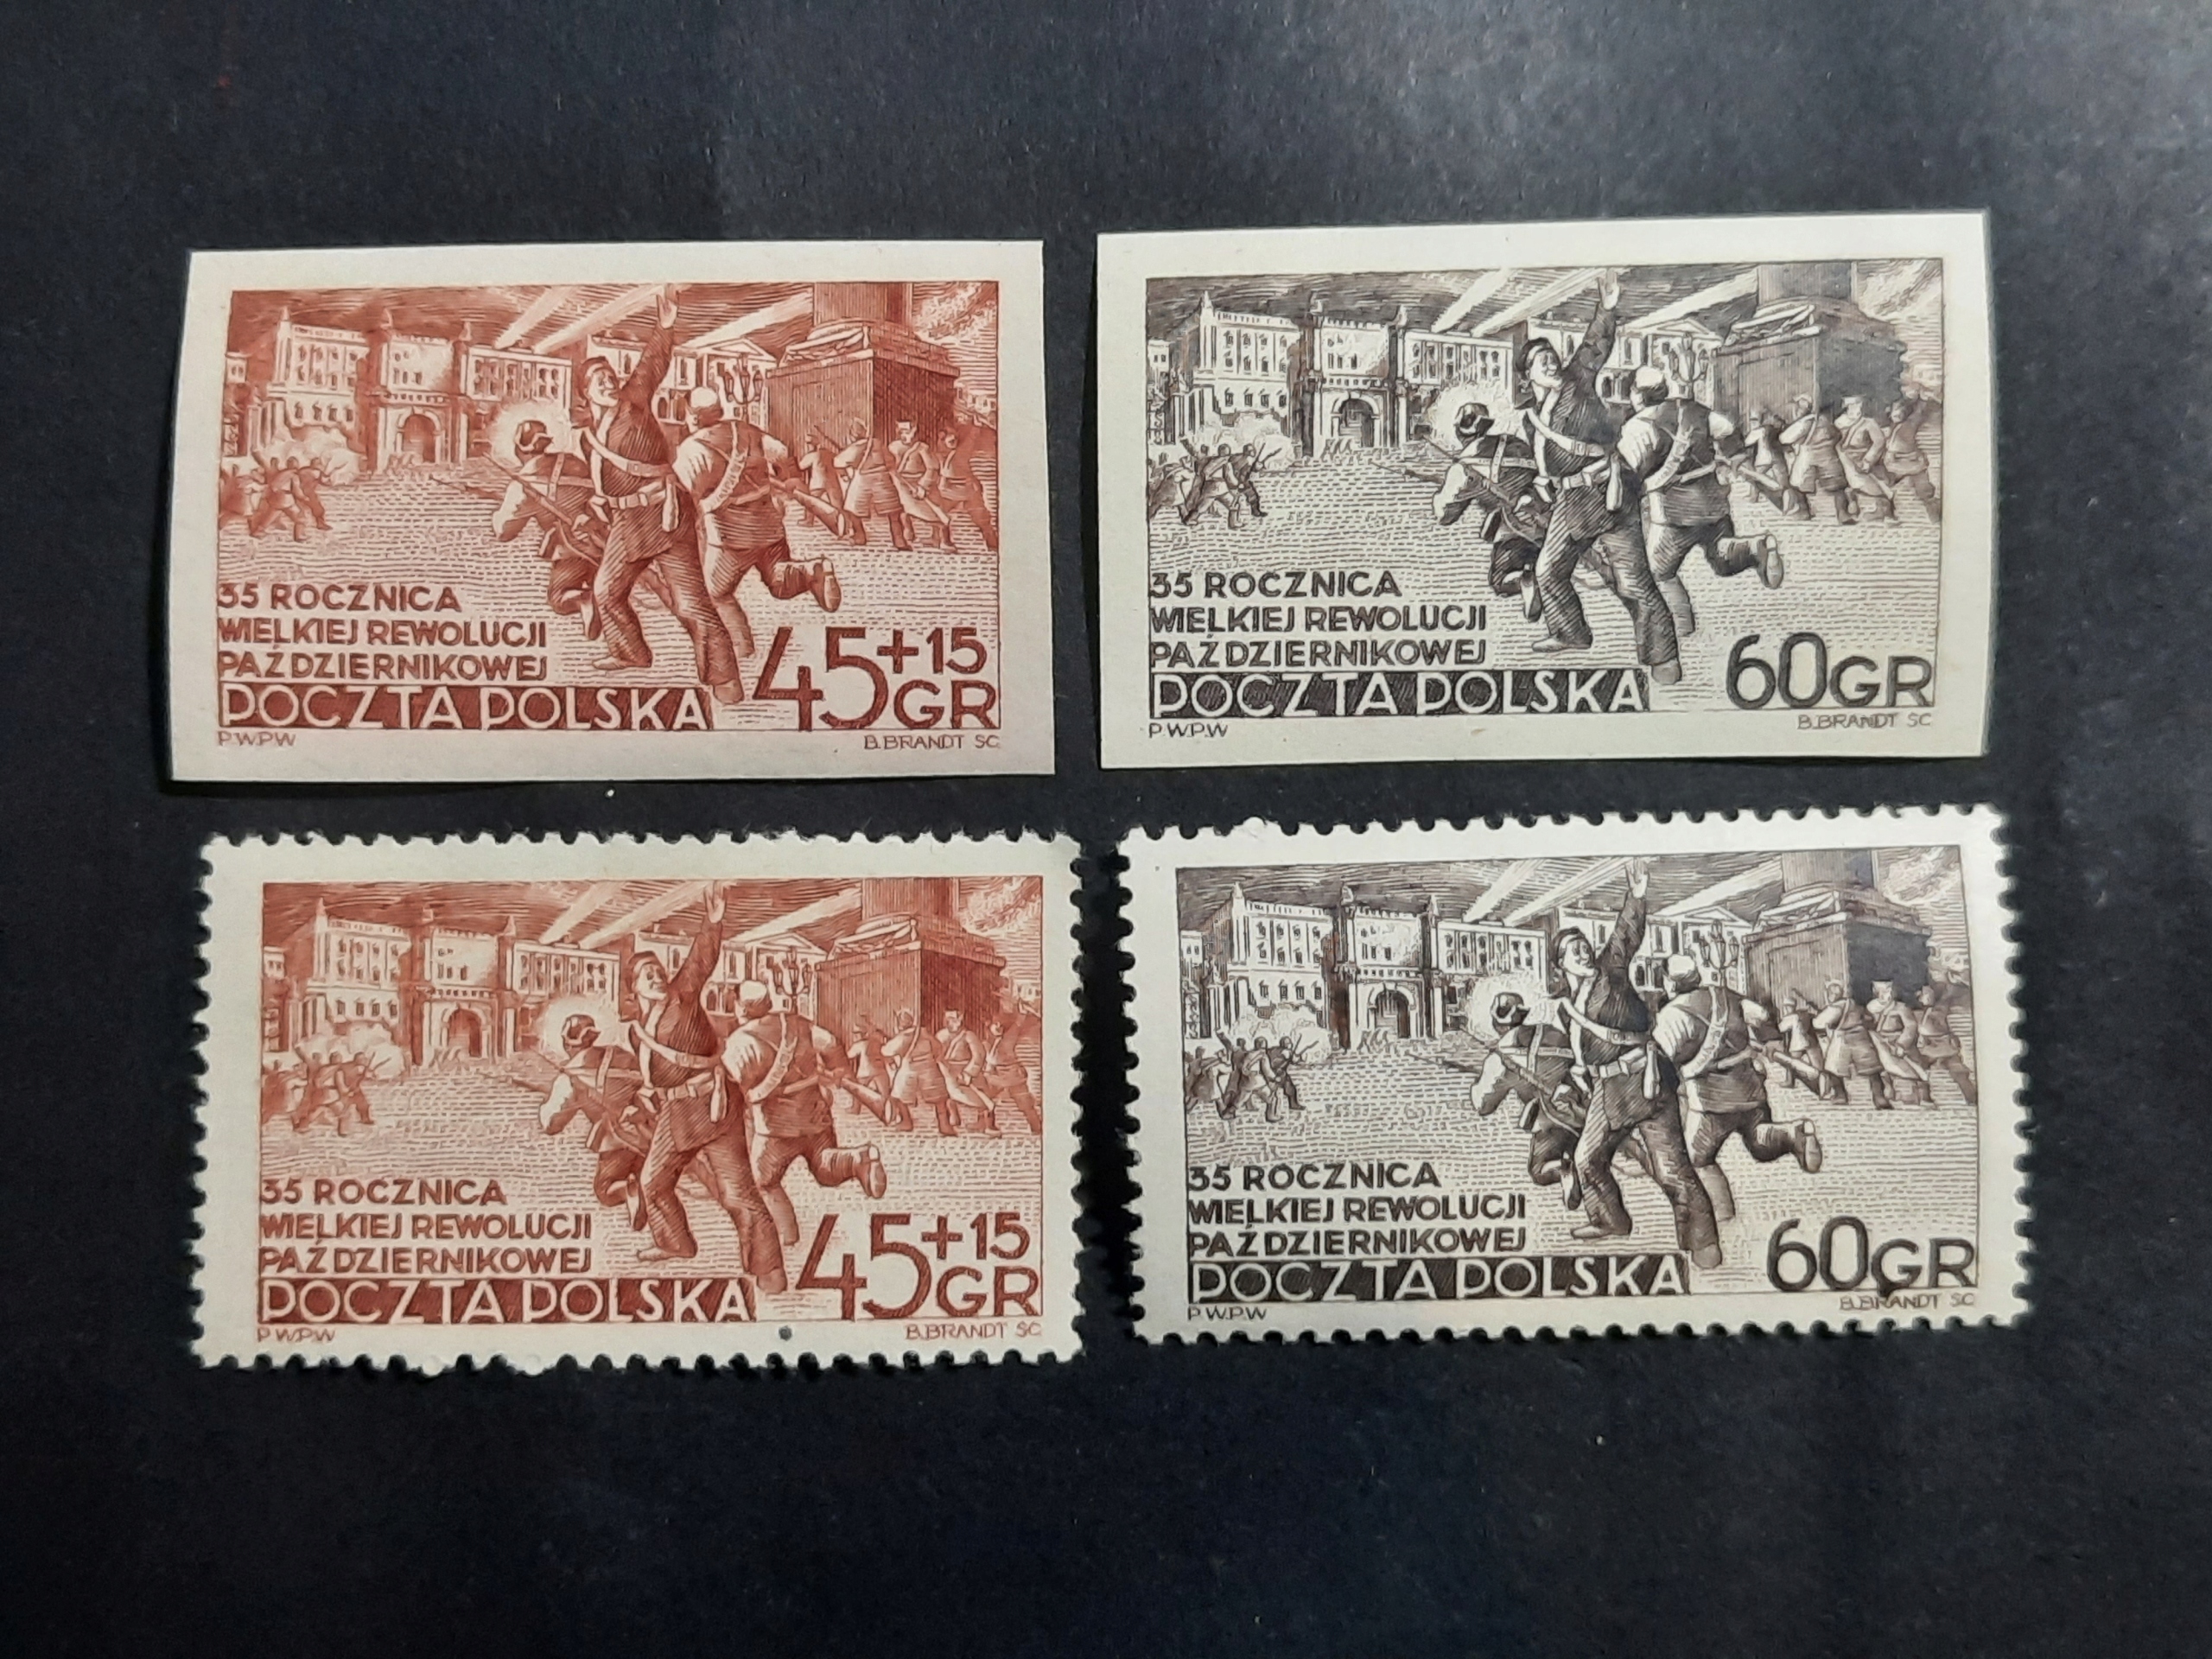 35 ROCZNICA
WIELKIEJ REWOLUCJI
PAŹDZIERNIKOWEJ
POCZTA POLSKA
45+15
GR
P.W.P.W
B.BRANDT SC
35 ROCZNICA
WIELKIEJ REWOLUCJI
PAŹDZIERNIKOWEJ
POCZTA POLSKA
60GR
P.W.P.W
B.BRANDT SC
35 ROCZNICA
WIELKIEJ REWOLUCJI
PAŹDZIERNIKOWEJ
POCZTA POLSKA
45+15
GR
P.W.P.W
B.BRANDT SC
35 ROCZNICA
WIELKIEJ REWOLUCJI
PAŹDZIERNIKOWEJ
POCZTA POLSKA
60GR
P.W.P.W
B.BRANDT SC